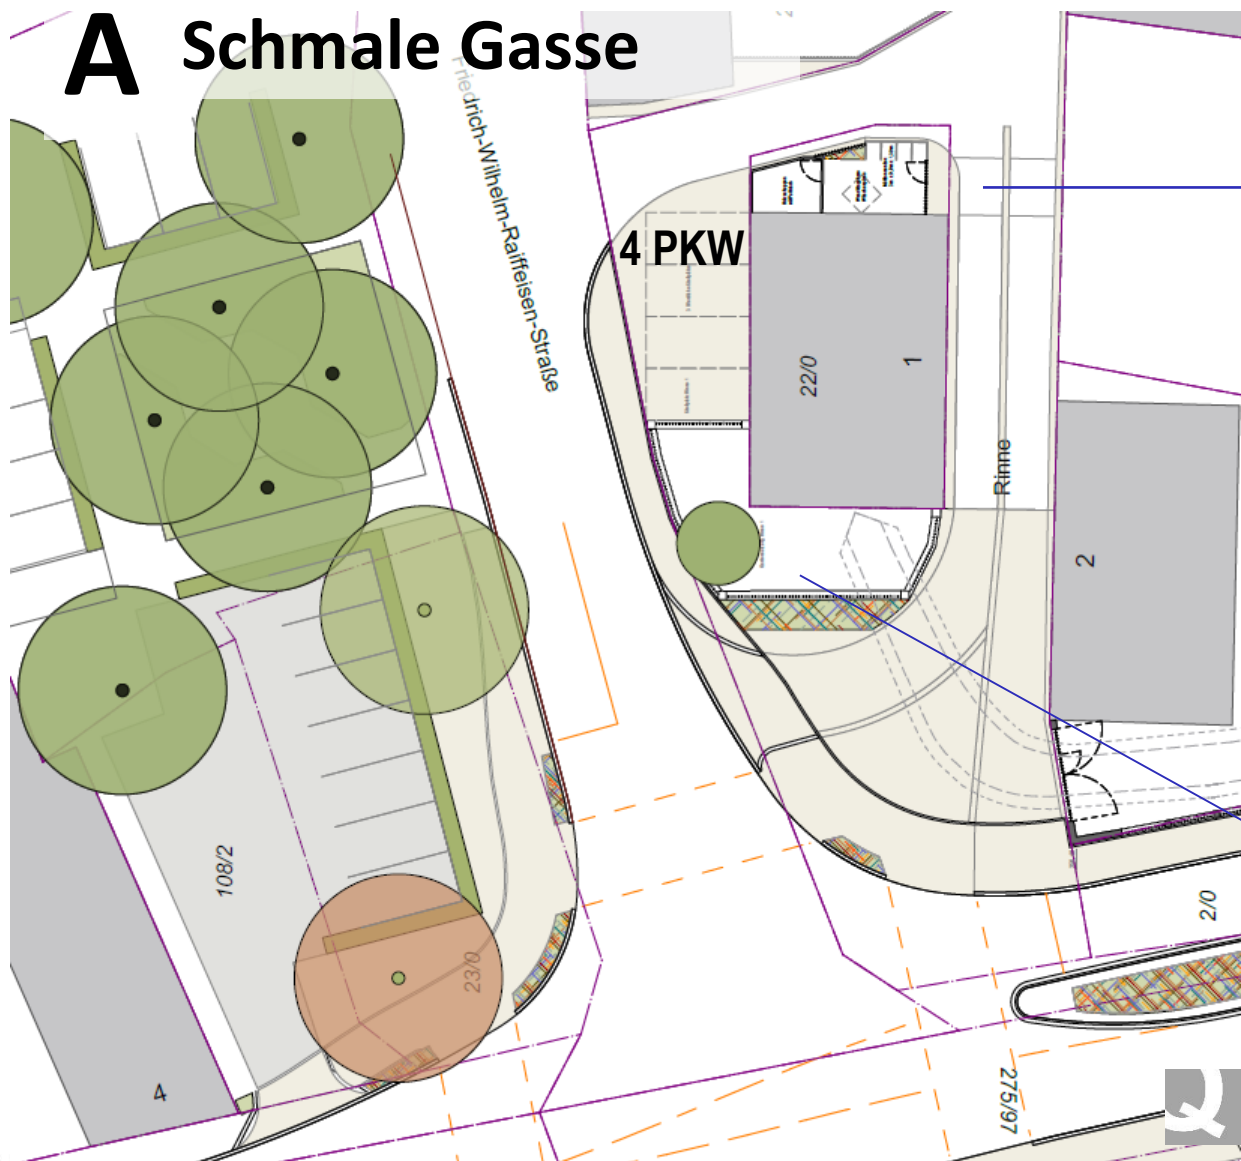 A Schmale Gasse
Friedrich-Wilhelm-Raiffeisen-Straße
4 PKW
22/0
1
Rinne
2
108/2
23/0
2/0
4
275/97
Q